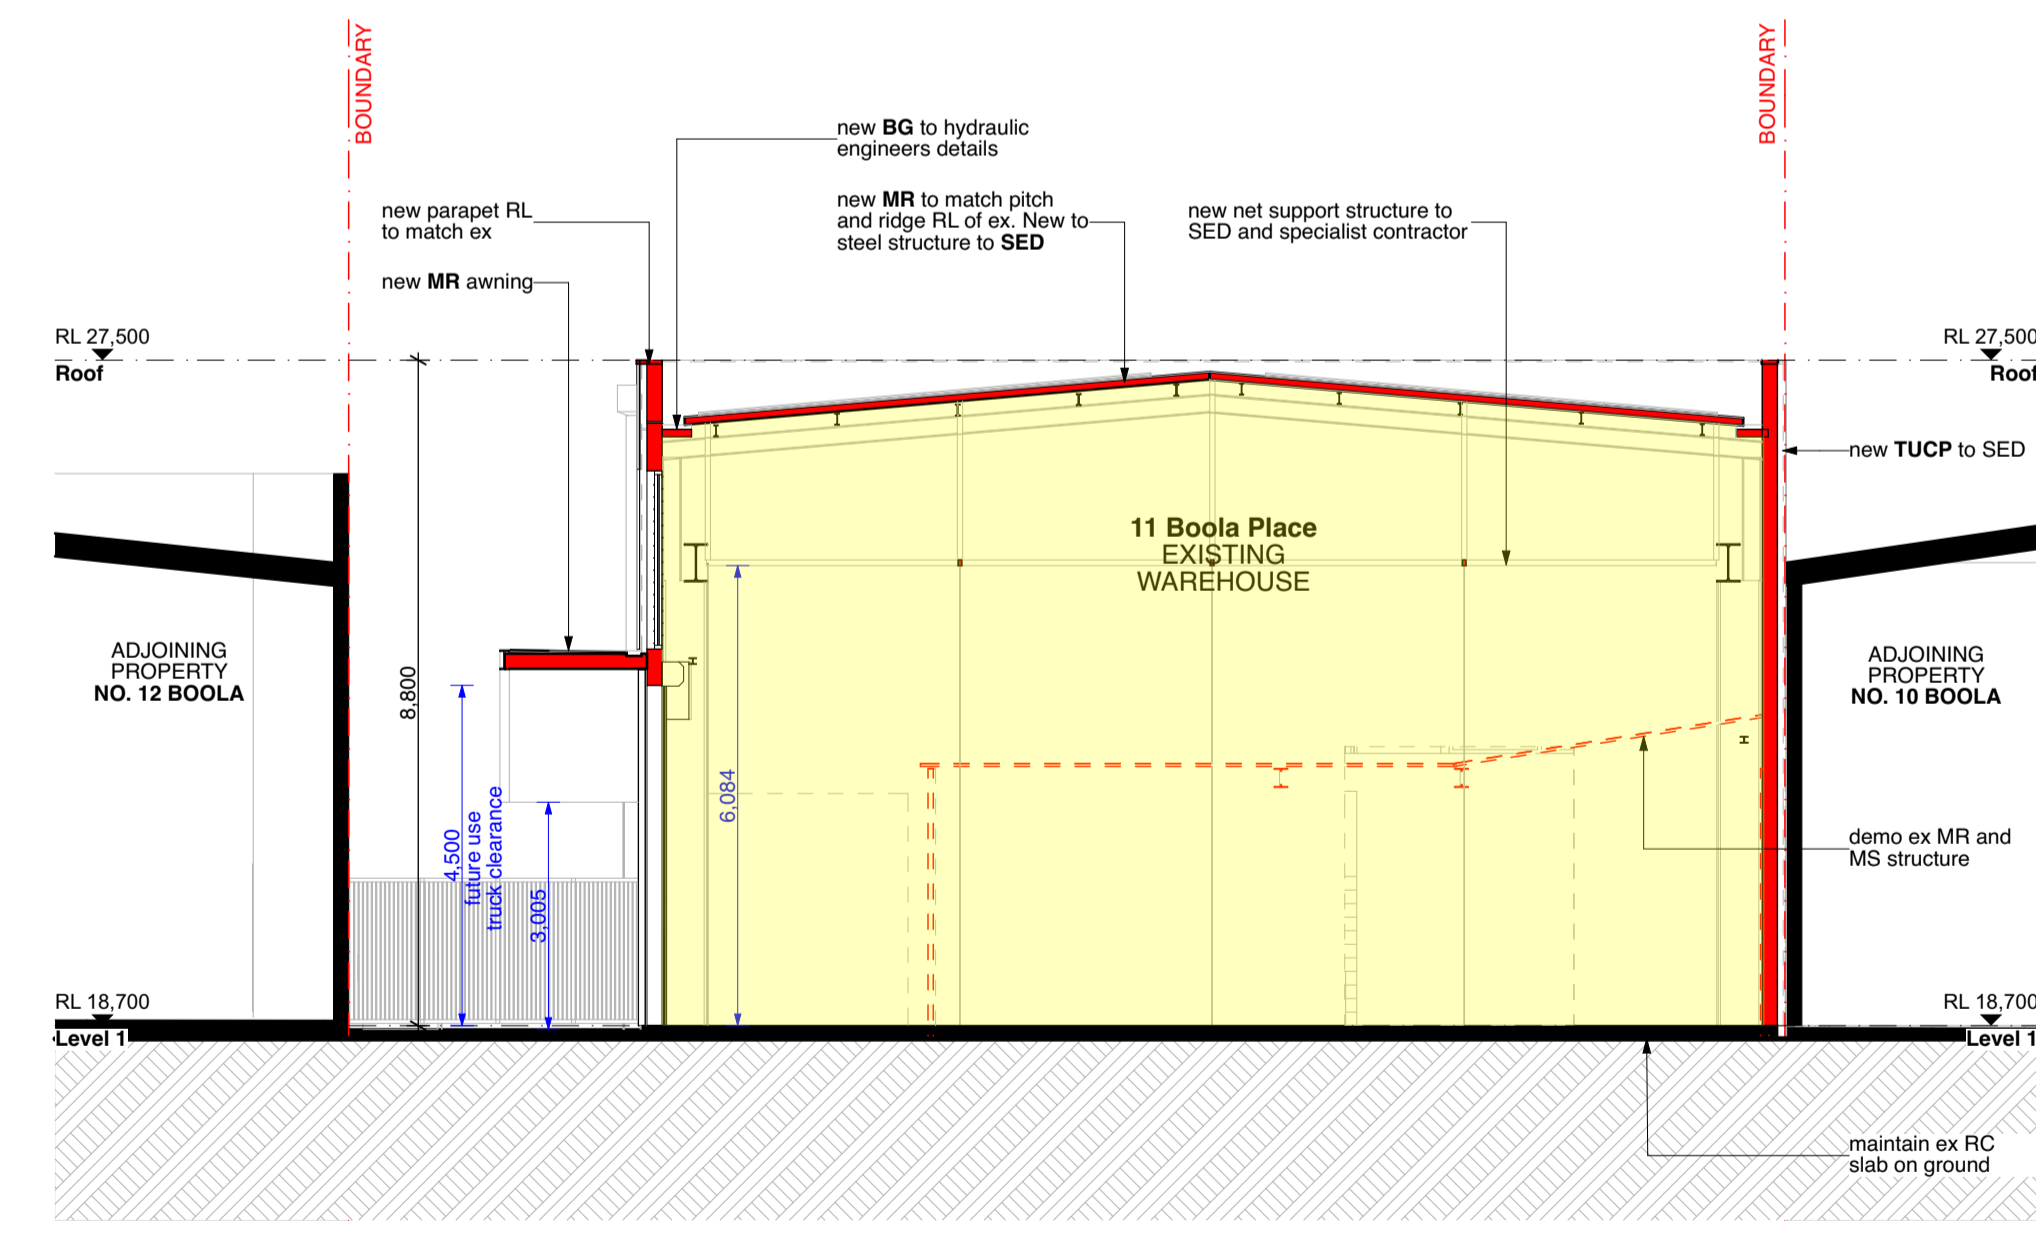 BOUNDARY
BOUNDARY
new BG to hydraulic
engineers details
new parapet RL
to match ex
new MR to match pitch
and ridge RL of ex. New to
steel structure to SED
new net support structure to
SED and specialist contractor
new MR awning
RL 27,500
Roof
RL 27,500
Roof
new TUCP to SED
11 Boola Place
EXISTING
WAREHOUSE
ADJOINING
PROPERTY
NO. 12 BOOLA
ADJOINING
PROPERTY
NO. 10 BOOLA
8,800
4,500
future use
truck clearance
3,005
6,084
demo ex MR and
MS structure
RL 18,700
Level 1
RL 18,700
Level 1
maintain ex RC
slab on ground